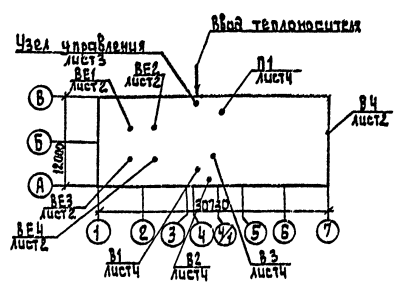 Ввод теплоносителя
Узел управления
лист3
ВЕ1
лист2
ВЕ2
лист2
П1
лист4
В4
лист2
В
Б
А
12000
ВЕ3
лист2
ВЕ4
лист2
30730
1
2
3
4
4/1
5
6
7
В1
лист4
В2
лист4
В3
лист4